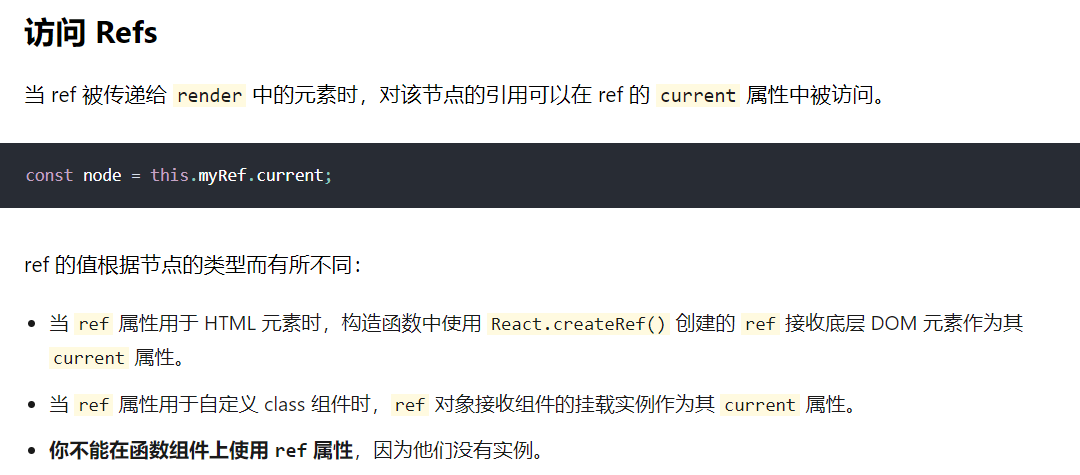 访问 Refs
当 ref 被传递给 render 中的元素时，对该节点的引用可以在 ref 的 current 属性中被访问。
const node = this.myRef.current;
ref 的值根据节点的类型而有所不同：
• 当 ref 属性用于 HTML 元素时，构造函数中使用 React.createRef() 创建的 ref 接收底层 DOM 元素作为其
current 属性。
• 当 ref 属性用于自定义 class 组件时，ref 对象接收组件的挂载实例作为其 current 属性。
• 你不能在函数组件上使用 ref 属性，因为他们没有实例。